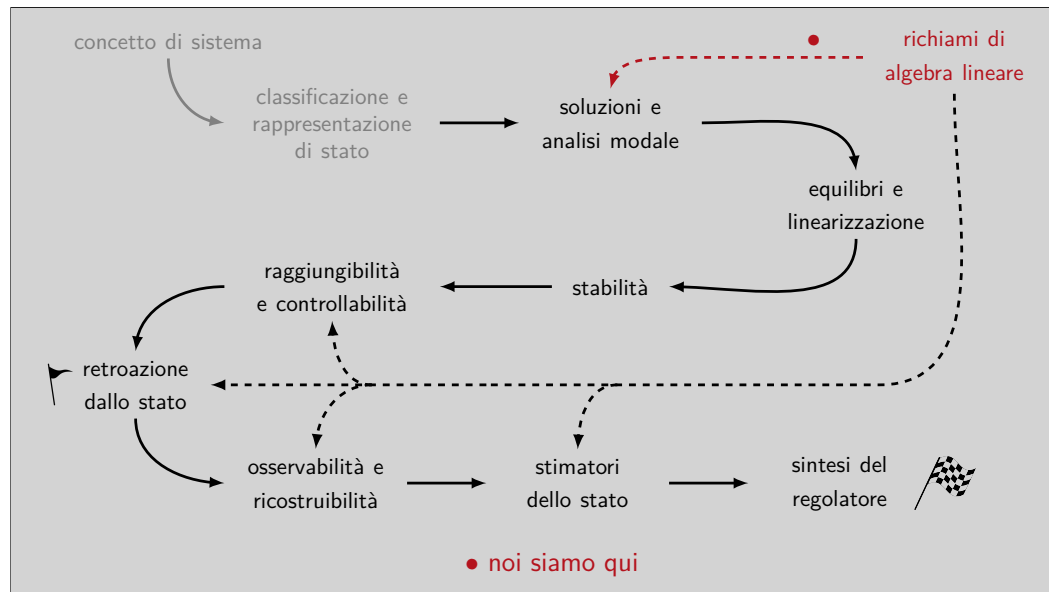 concetto di sistema
classificazione e
rappresentazione
di stato
soluzioni e
analisi modale
richiami di
algebra lineare
equilibri e
linearizzazione
stabilità
raggiungibilità
e controllabilità
retroazione
dallo stato
osservabilità e
ricostruibilità
stimatori
dello stato
sintesi del
regolatore
• noi siamo qui